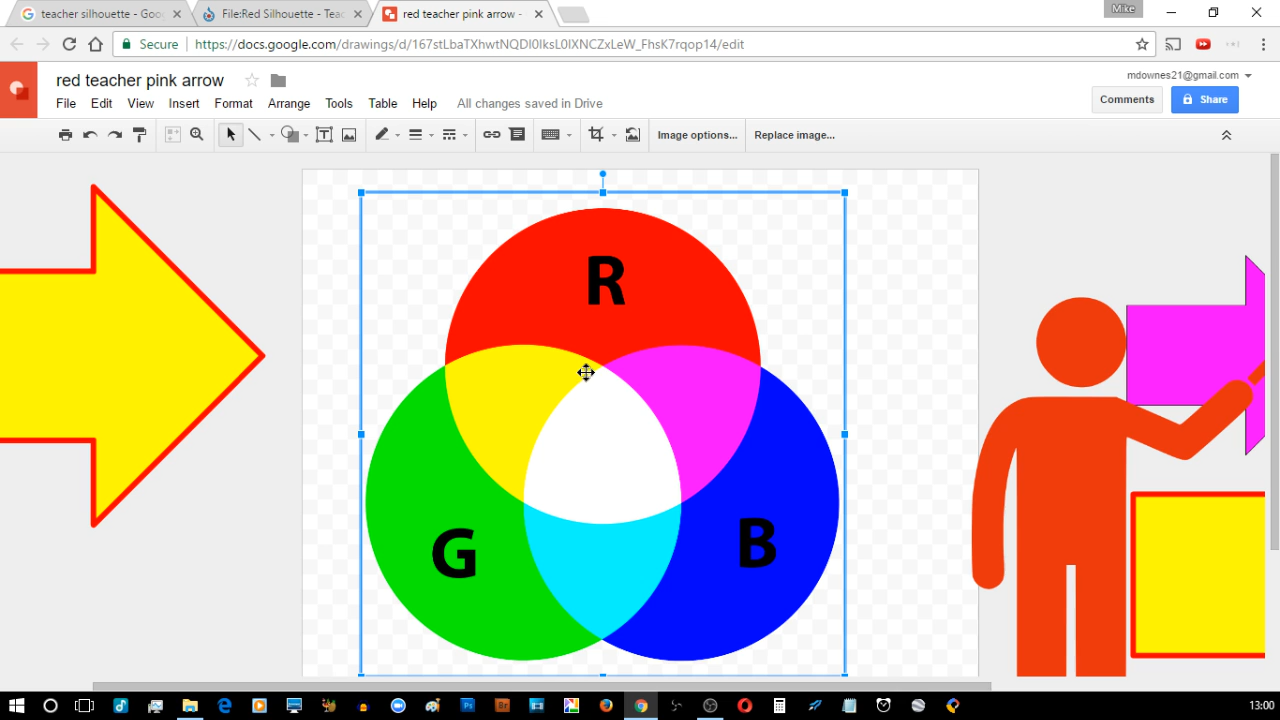 teacher silhouette - Goo
File:Red Silhouette - Teac
red teacher pink arrow -
Mike
Secure
https://docs.google.com/drawings/d/167stLbaTXhwtNQDI0IksL0IXNCZxLeW_FhsK7rqop14/edit
red teacher pink arrow
mdownes21@gmail.com
File Edit View Insert Format Arrange Tools Table Help All changes saved in Drive
Comments
Share
Image options...
Replace image...
R
G
B
13:00